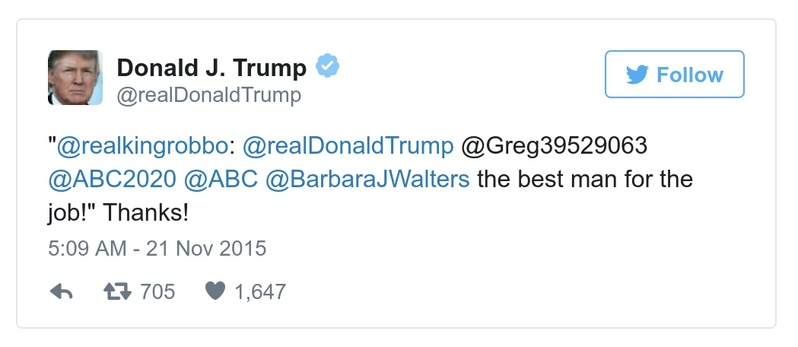 Donald J. Trump
@realDonaldTrump
Follow
"@realkingrobbo: @realDonaldTrump @Greg39529063
@ABC2020 @ABC @BarbaraJWalters the best man for the
job!" Thanks!
5:09 AM - 21 Nov 2015
705 1,647